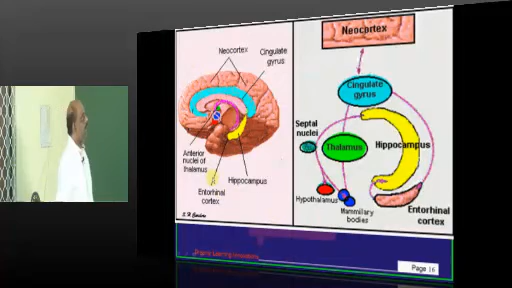 Neocortex
Cingulate
gyrus
Anterior
nuclei of
thalamus
Hippocampus
Entorhinal
cortex
Neocortex
Cingulate
gyrus
Septal
nuclei
Thalamus
Hippocampus
Hypothalamus
Mammillary
bodies
Entorhinal
cortex
Page 16